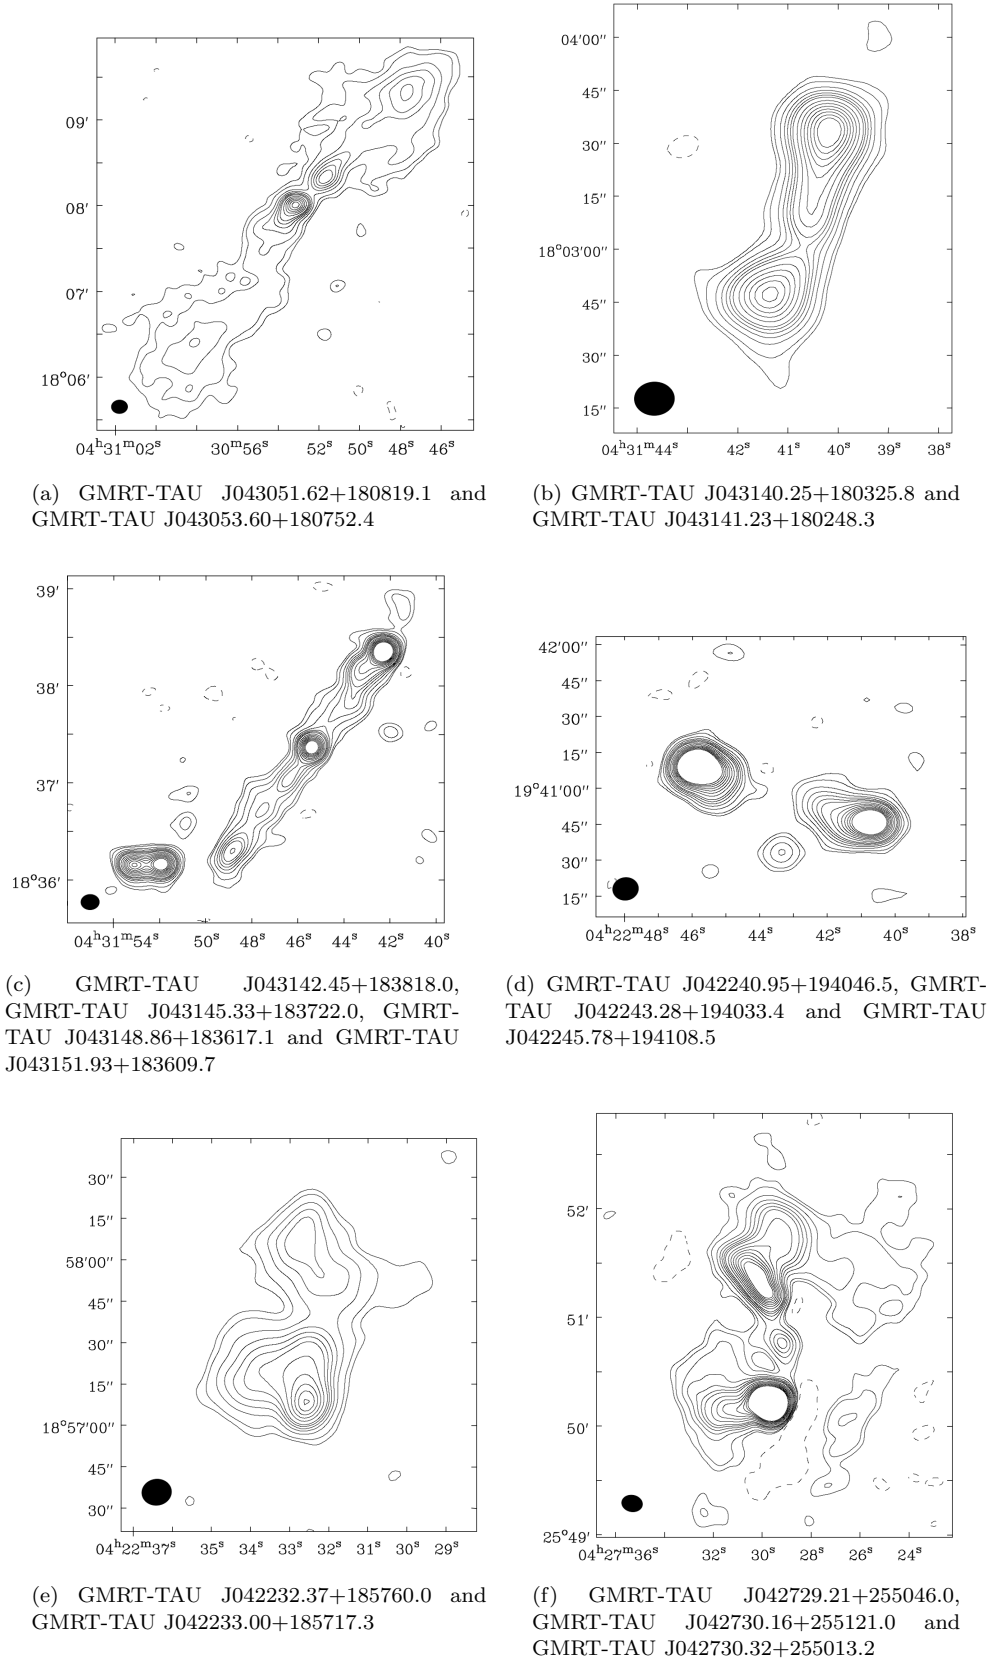 09′
08′
07′
18°06′
04ʰ31ᵐ02ˢ 30ᵐ56ˢ 52ˢ 50ˢ 48ˢ 46ˢ
(a) GMRT-TAU J043051.62+180819.1 and
GMRT-TAU J043053.60+180752.4
04′00″
45″
30″
15″
18°03′00″
45″
30″
15″
04ʰ31ᵐ44ˢ 42ˢ 41ˢ 40ˢ 39ˢ 38ˢ
(b) GMRT-TAU J043140.25+180325.8 and
GMRT-TAU J043141.23+180248.3
39′
38′
37′
18°36′
04ʰ31ᵐ54ˢ 50ˢ 48ˢ 46ˢ 44ˢ 42ˢ 40ˢ
(c) GMRT-TAU J043142.45+183818.0,
GMRT-TAU J043145.33+183722.0, GMRT-
TAU J043148.86+183617.1 and GMRT-TAU
J043151.93+183609.7
42′00″
45″
30″
15″
19°41′00″
45″
30″
15″
04ʰ22ᵐ48ˢ 46ˢ 44ˢ 42ˢ 40ˢ 38ˢ
(d) GMRT-TAU J042240.95+194046.5, GMRT-
TAU J042243.28+194033.4 and GMRT-TAU
J042245.78+194108.5
30″
15″
58′00″
45″
30″
15″
18°57′00″
45″
30″
04ʰ22ᵐ37ˢ 35ˢ 34ˢ 33ˢ 32ˢ 31ˢ 30ˢ 29ˢ
(e) GMRT-TAU J042232.37+185760.0 and
GMRT-TAU J042233.00+185717.3
52′
51′
50′
25°49′
04ʰ27ᵐ36ˢ 32ˢ 30ˢ 28ˢ 26ˢ 24ˢ
(f) GMRT-TAU J042729.21+255046.0,
GMRT-TAU J042730.16+255121.0 and
GMRT-TAU J042730.32+255013.2